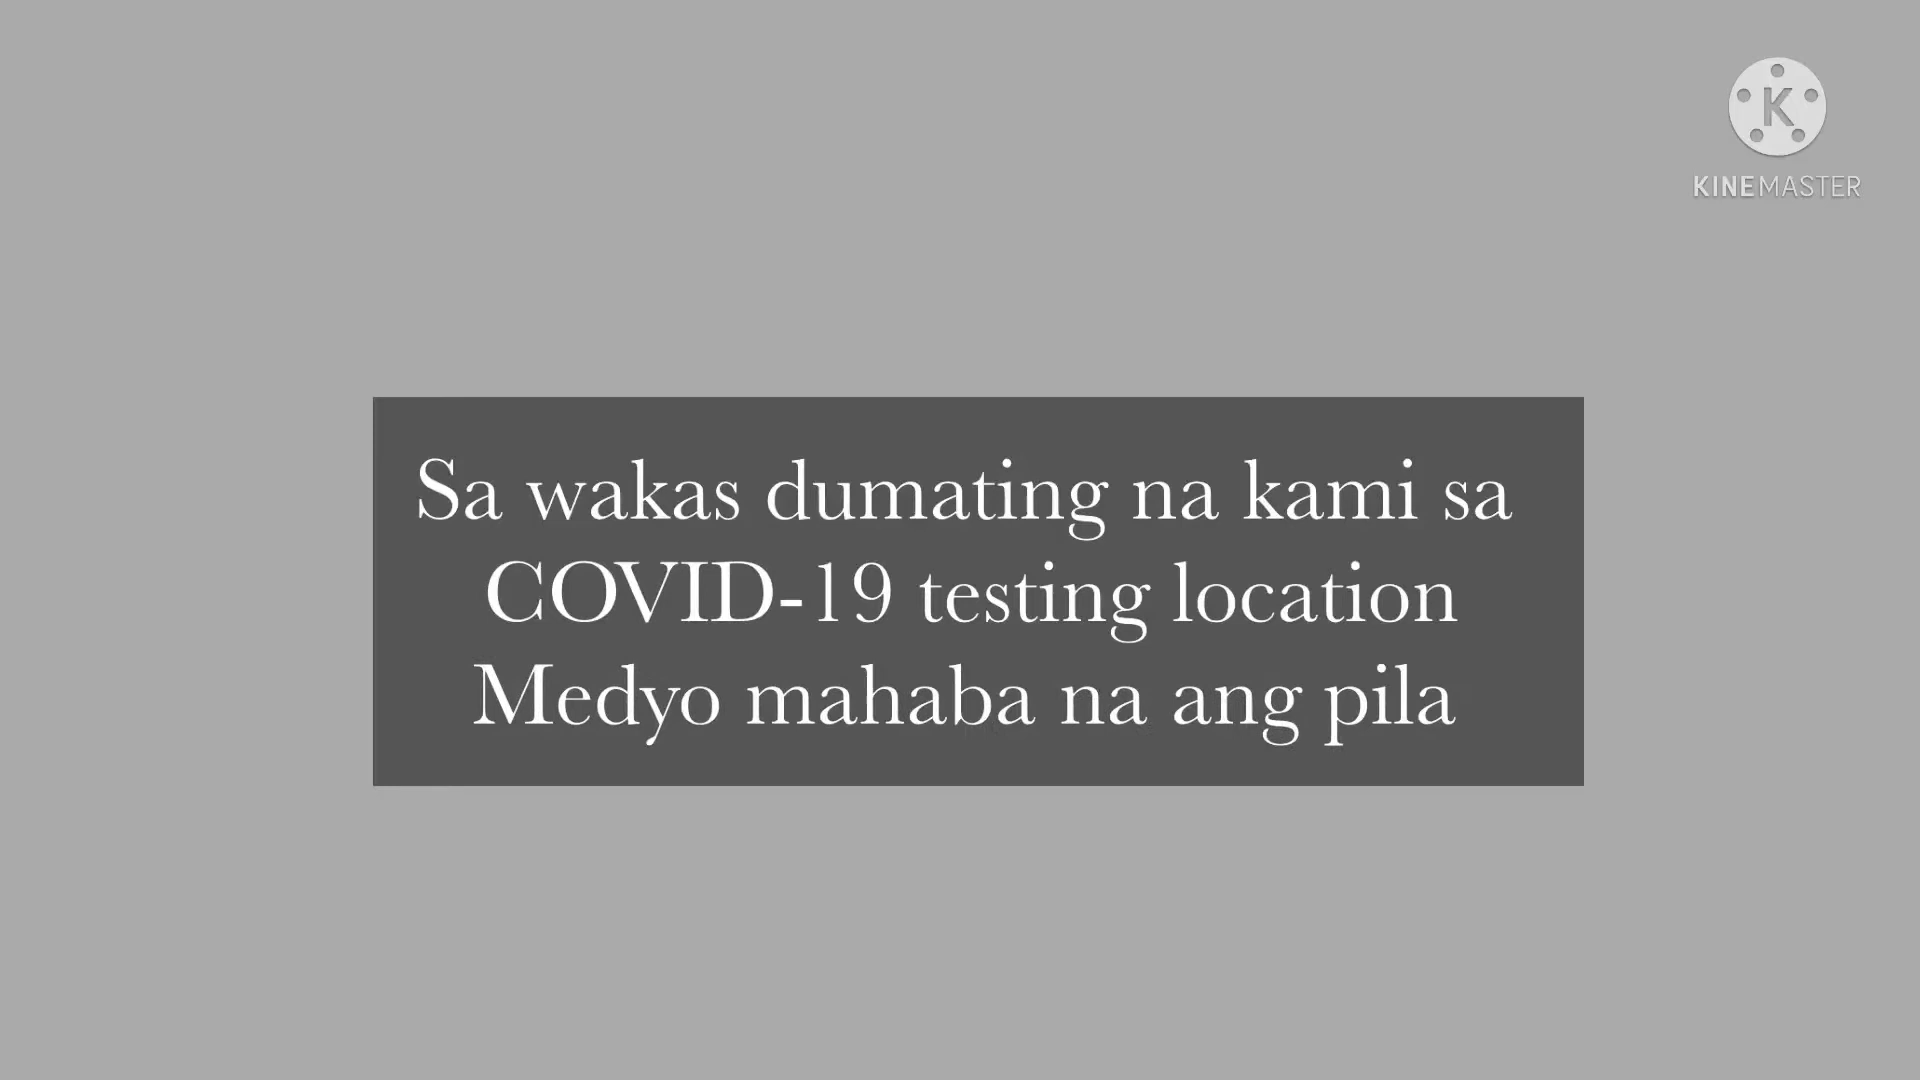 K
KINEMASTER
Sa wakas dumating na kami sa
COVID-19 testing location
Medyo mahaba na ang pila